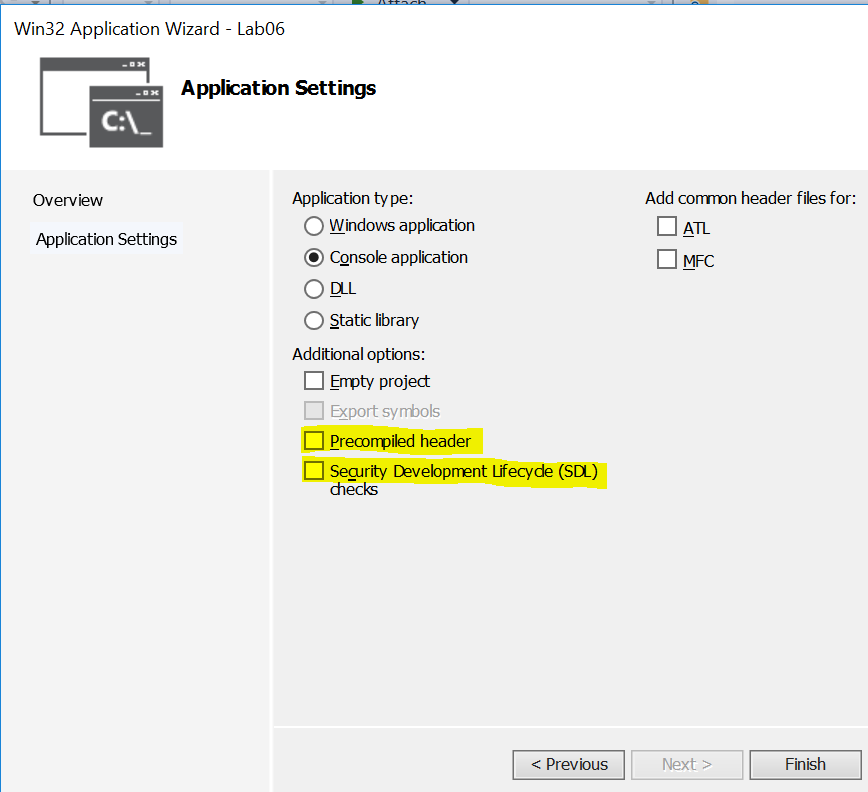 Attach
Win32 Application Wizard - Lab06
C:\_
Application Settings
Overview
Application Settings
Application type:
Windows application
Console application
DLL
Static library
Additional options:
Empty project
Export symbols
Precompiled header
Security Development Lifecycle (SDL)
checks
Add common header files for:
ATL
MFC
< Previous
Next >
Finish